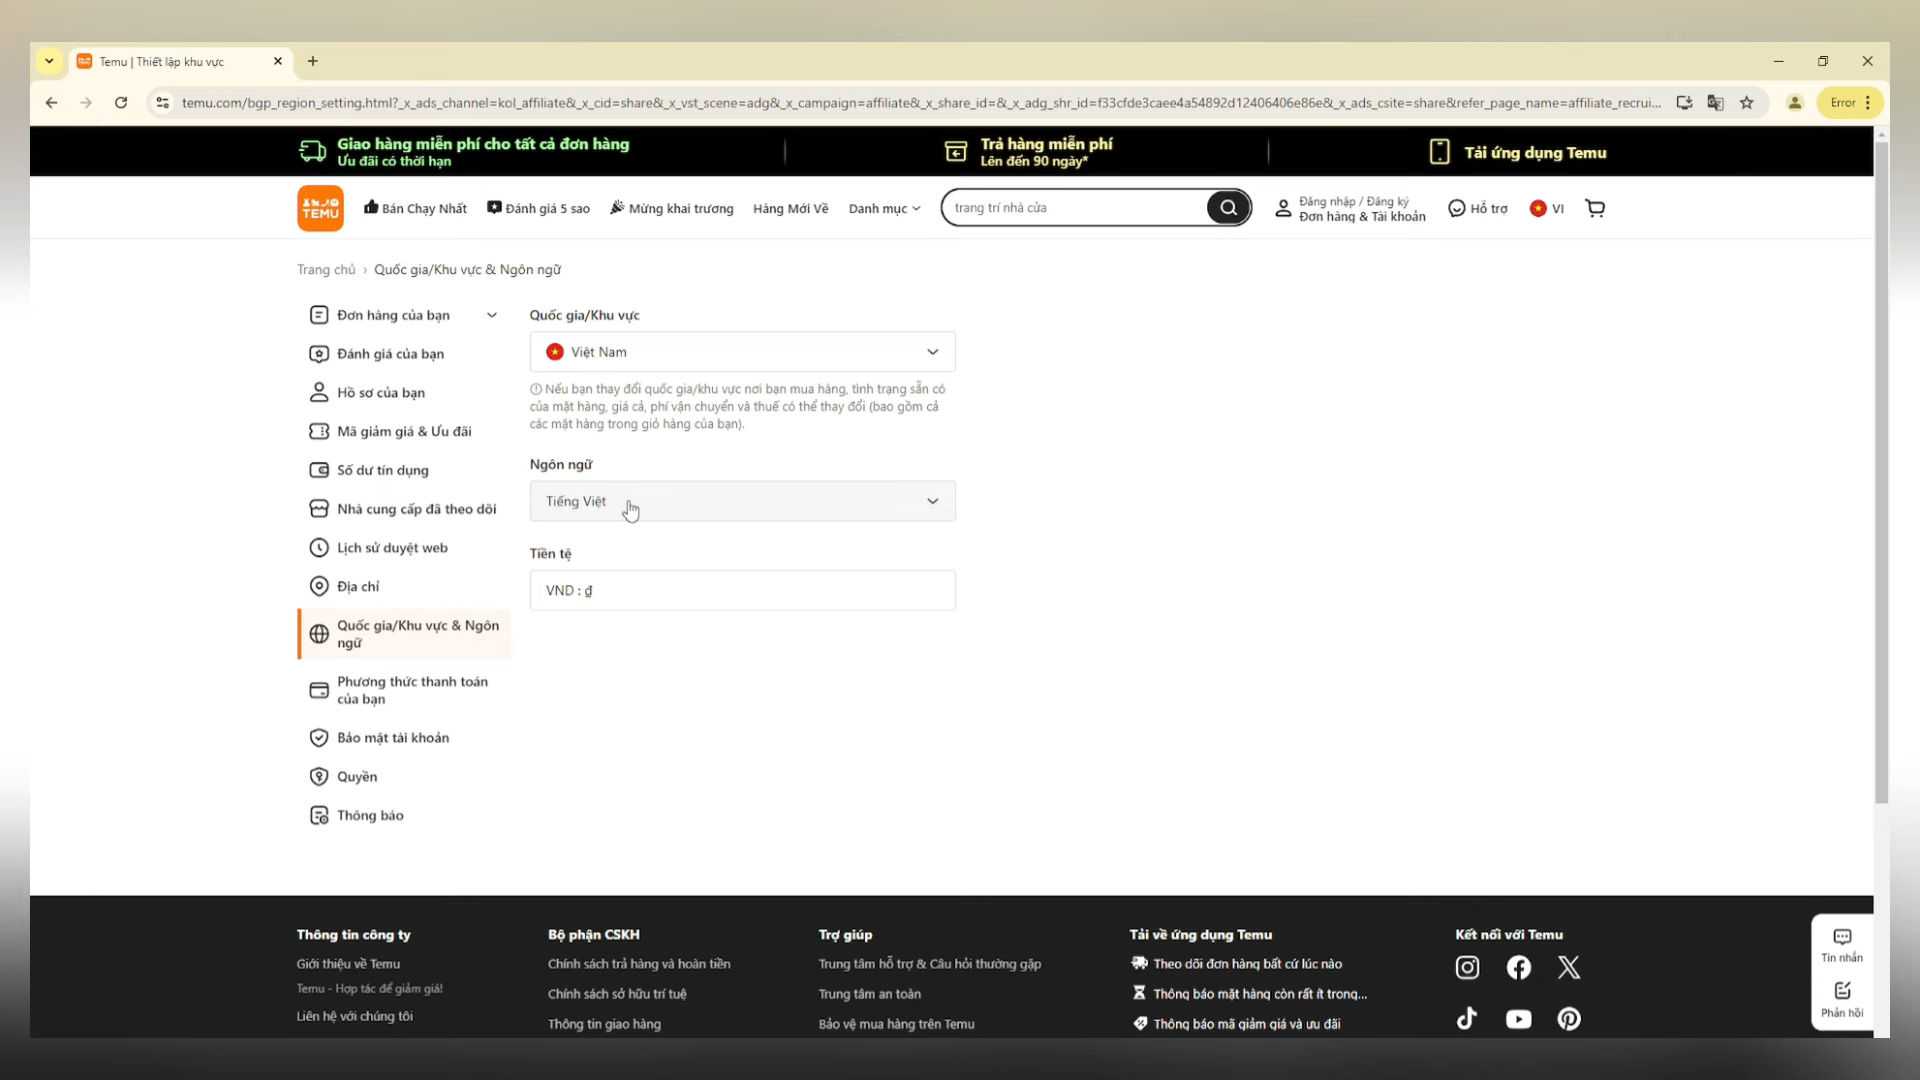 Temu | Thiết lập khu vực
temu.com/bgp_region_setting.html?_x_ads_channel=kol_affiliate&_x_cid=share&_x_vst_scene=adg&_x_campaign=affiliate&_x_share_id=&_x_adg_shr_id=f33cfde3caee4a54892d12406406e86e&_x_ads_csite=share&refer_page_name=affiliate_recrui...
Error
Giao hàng miễn phí cho tất cả đơn hàng
Ưu đãi có thời hạn
Trả hàng miễn phí
Lên đến 90 ngày*
Tải ứng dụng Temu
TEMU
Bán Chạy Nhất
Đánh giá 5 sao
Mừng khai trương
Hàng Mới Về
Danh mục
trang trí nhà cửa
Đăng nhập / Đăng ký
Đơn hàng & Tài khoản
Hỗ trợ
VI
Trang chủ › Quốc gia/Khu vực & Ngôn ngữ
Đơn hàng của bạn
Đánh giá của bạn
Hồ sơ của bạn
Mã giảm giá & Ưu đãi
Số dư tín dụng
Nhà cung cấp đã theo dõi
Lịch sử duyệt web
Địa chỉ
Quốc gia/Khu vực & Ngôn
ngữ
Phương thức thanh toán
của bạn
Bảo mật tài khoản
Quyền
Thông báo
Quốc gia/Khu vực
Việt Nam
Nếu bạn thay đổi quốc gia/khu vực nơi bạn mua hàng, tình trạng sẵn có
của mặt hàng, giá cả, phí vận chuyển và thuế có thể thay đổi (bao gồm cả
các mặt hàng trong giỏ hàng của bạn).
Ngôn ngữ
Tiếng Việt
Tiền tệ
VND : ₫
Thông tin công ty
Giới thiệu về Temu
Temu - Hợp tác để giảm giá!
Liên hệ với chúng tôi
Bộ phận CSKH
Chính sách trả hàng và hoàn tiền
Chính sách sở hữu trí tuệ
Thông tin giao hàng
Trợ giúp
Trung tâm hỗ trợ & Câu hỏi thường gặp
Trung tâm an toàn
Bảo vệ mua hàng trên Temu
Tải về ứng dụng Temu
Theo dõi đơn hàng bất cứ lúc nào
Thông báo mặt hàng còn rất ít trong...
Thông báo mã giảm giá và ưu đãi
Kết nối với Temu
Tin nhắn
Phản hồi